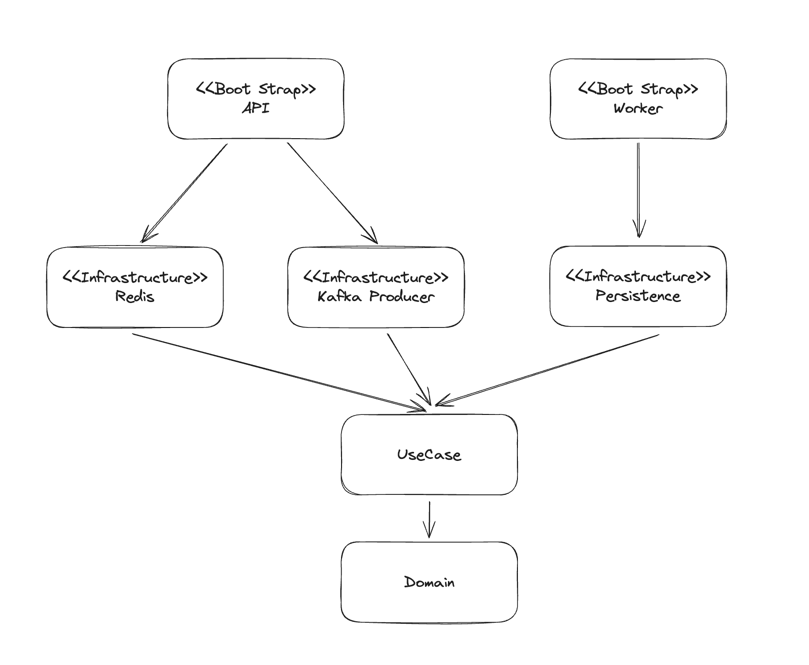 <<Boot Strap>>
API
<<Boot Strap>>
Worker
<<Infrastructure>>
Redis
<<Infrastructure>>
Kafka Producer
<<Infrastructure>>
Persistence
UseCase
Domain